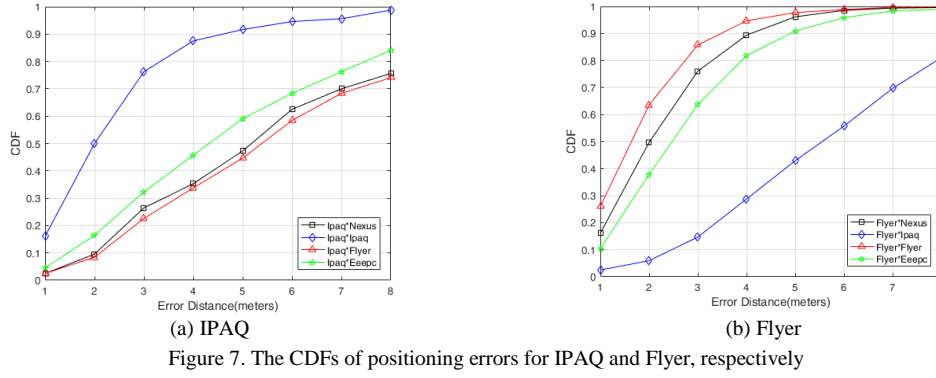 1
0.9
0.8
0.7
0.6
0.5
0.4
0.3
0.2
0.1
0
CDF
1 2 3 4 5 6 7 8
Error Distance(meters)
Ipaq*Nexus
Ipaq*Ipaq
Ipaq*Flyer
Ipaq*Eeepc
(a) IPAQ
1
0.9
0.8
0.7
0.6
0.5
0.4
0.3
0.2
0.1
0
CDF
1 2 3 4 5 6 7
Error Distance(meters)
Flyer*Nexus
Flyer*Ipaq
Flyer*Flyer
Flyer*Eeepc
(b) Flyer
Figure 7. The CDFs of positioning errors for IPAQ and Flyer, respectively